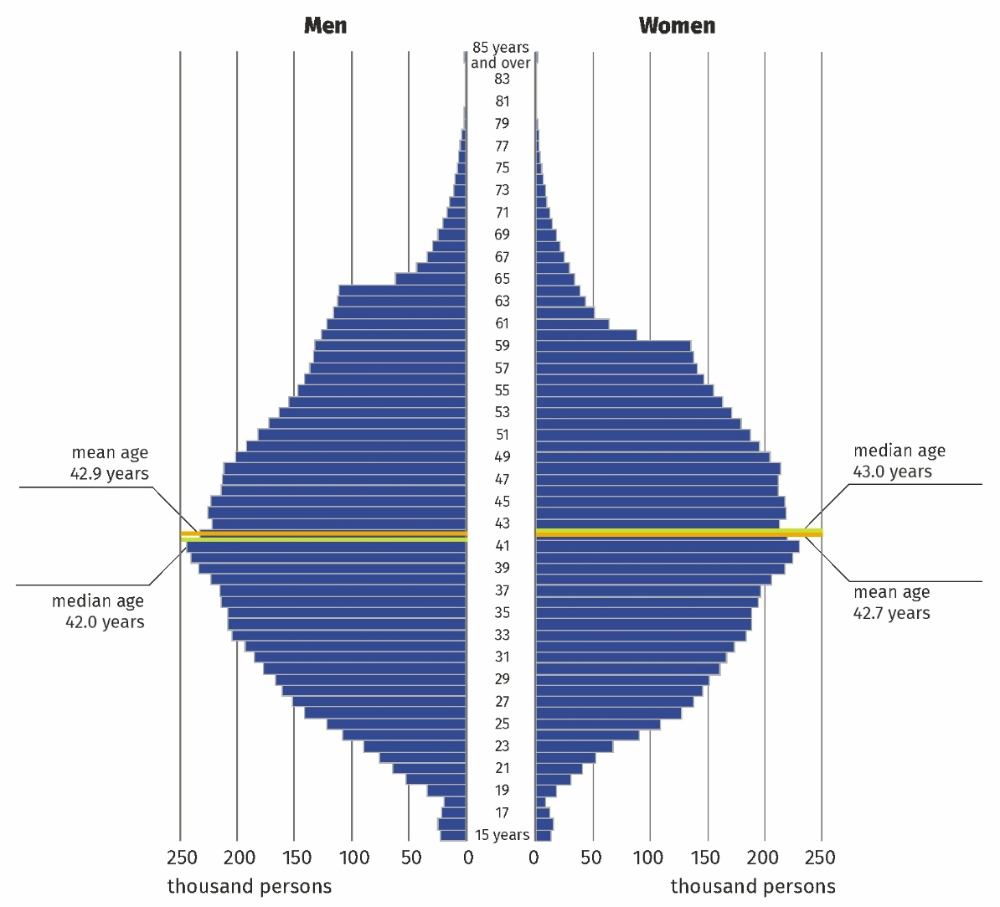 Men
Women
85 years
and over
83
81
79
77
75
73
71
69
67
65
63
61
59
57
55
53
51
49
47
45
43
41
39
37
35
33
31
29
27
25
23
21
19
17
15 years
mean age
42.9 years
median age
42.0 years
median age
43.0 years
mean age
42.7 years
250 200 150 100 50 0
0 50 100 150 200 250
thousand persons
thousand persons